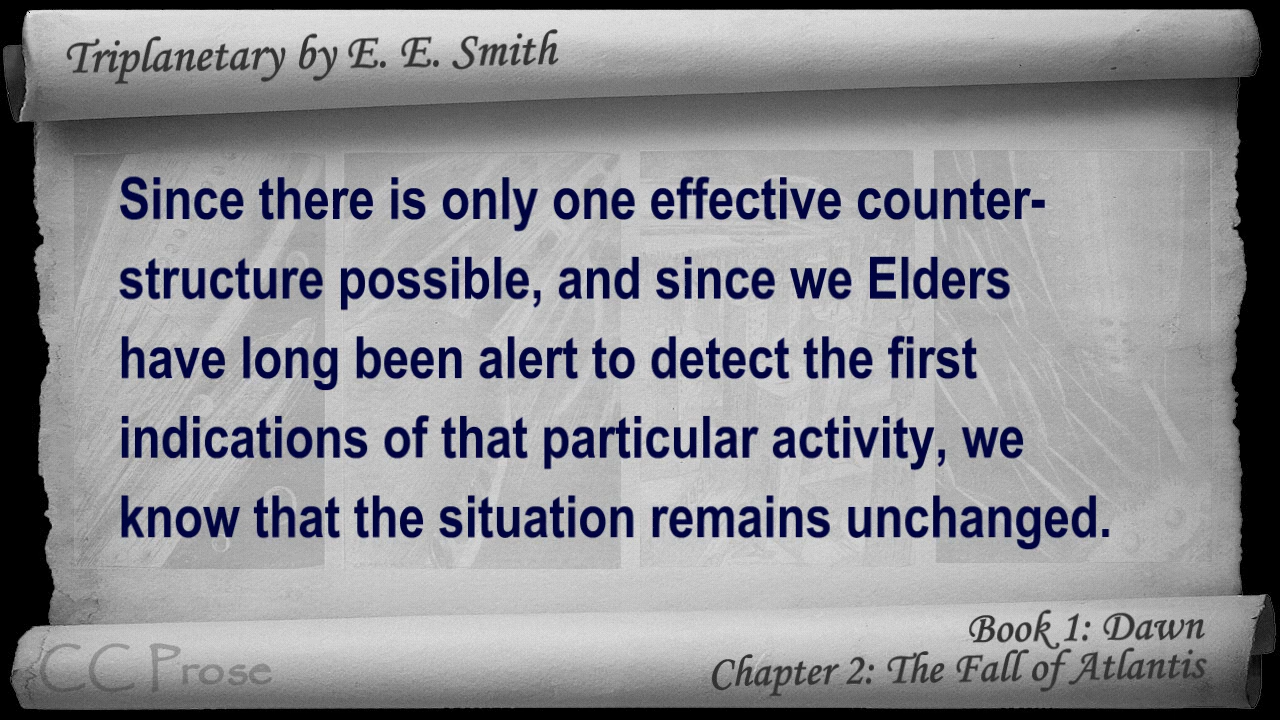 Triplanetary by E. E. Smith
Since there is only one effective counter-
structure possible, and since we Elders
have long been alert to detect the first
indications of that particular activity, we
know that the situation remains unchanged.
Book 1: Dawn
Chapter 2: The Fall of Atlantis
CC Prose